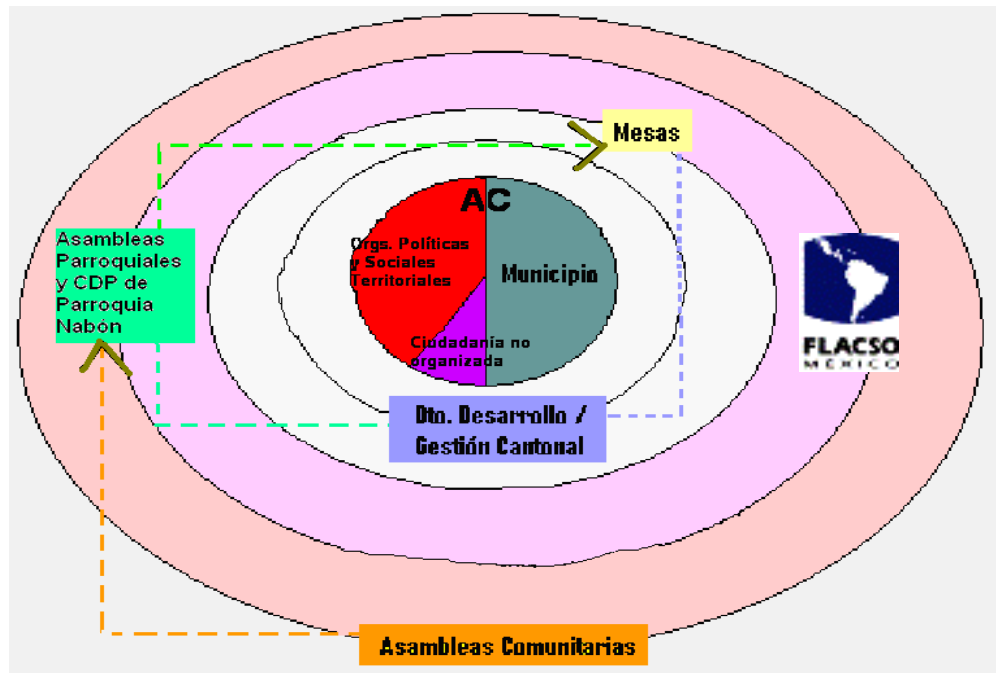 Mesas
AC
Asambleas
Parroquiales
y CDP de
Parroquia
Nabón
Orgs. Políticas
y Sociales
Territoriales
Municipio
FLACSO
MÉXICO
Ciudadanía no
organizada
Dto. Desarrollo /
Gestión Cantonal
Asambleas Comunitarias